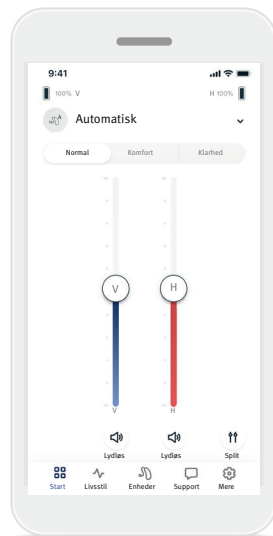 9:41
100% V H 100%
Automatisk
Normal Komfort Klarhed
V H
V H
Lydløs Lydløs Split
Start Livsstil Enheder Support Mere